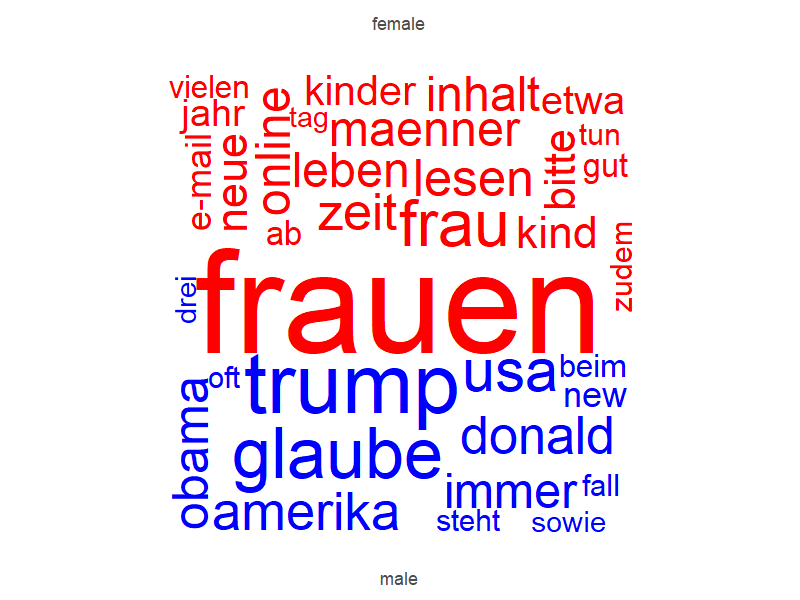 female
vielen
kinder
inhalt
etwa
jahr
tag
online
maenner
bitte
tun
e-mail
neue
leben
lesen
gut
zeit
frau
kind
ab
zudem
frauen
drei
oft
trump
usa
beim
new
obama
glaube
donald
immer
fall
amerika
steht
sowie
male